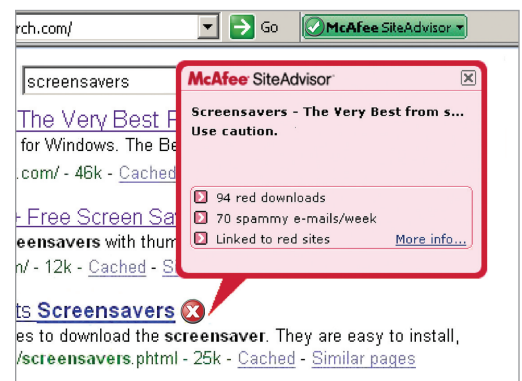 rch.com/ Go McAfee SiteAdvisor
screensavers
McAfee SiteAdvisor
Screensavers - The Very Best from s...
Use caution.
94 red downloads
70 spammy e-mails/week
Linked to red sites More info...
The Very Best
for Windows. The Be
.com/ - 46k - Cached
Free Screen Sa
eensavers with thum
n/ - 12k - Cached - S
ts Screensavers
es to download the screensaver. They are easy to install,
/screensavers.phtml - 25k - Cached - Similar pages